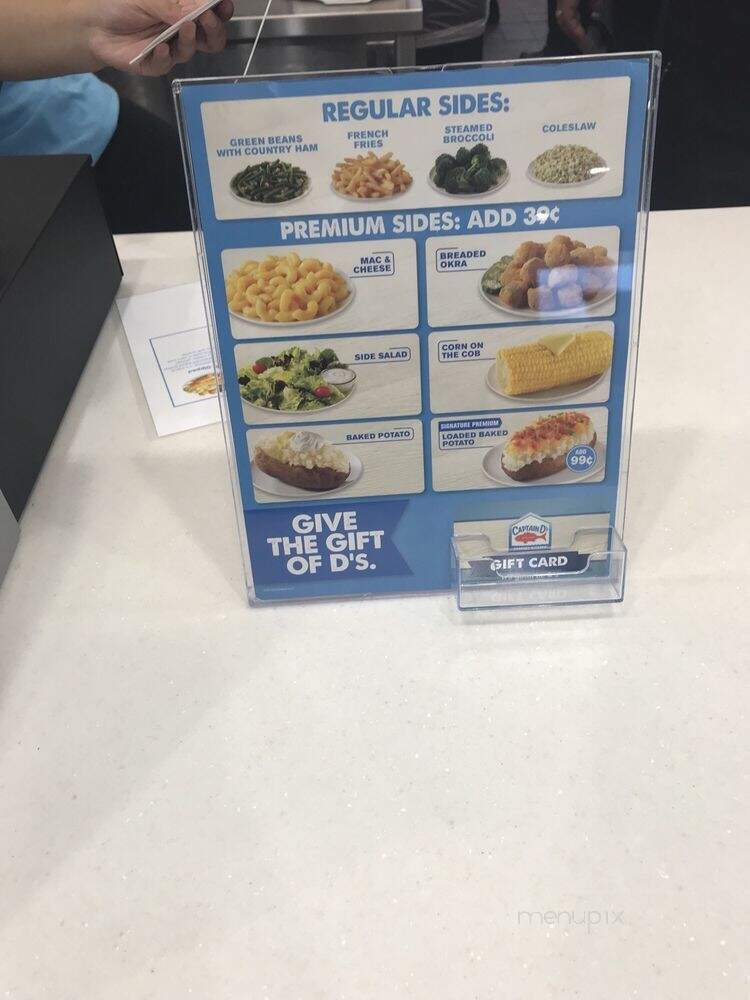 REGULAR SIDES:
GREEN BEANS
WITH COUNTRY HAM
FRENCH
FRIES
STEAMED
BROCCOLI
COLESLAW
PREMIUM SIDES: ADD 39¢
MAC &
CHEESE
BREADED
OKRA
SIDE SALAD
CORN ON
THE COB
BAKED POTATO
SIGNATURE PREMIUM
LOADED BAKED
POTATO
ADD
99¢
GIVE
THE GIFT
OF D'S.
CAPTAIN D'S
GIFT CARD
menupix